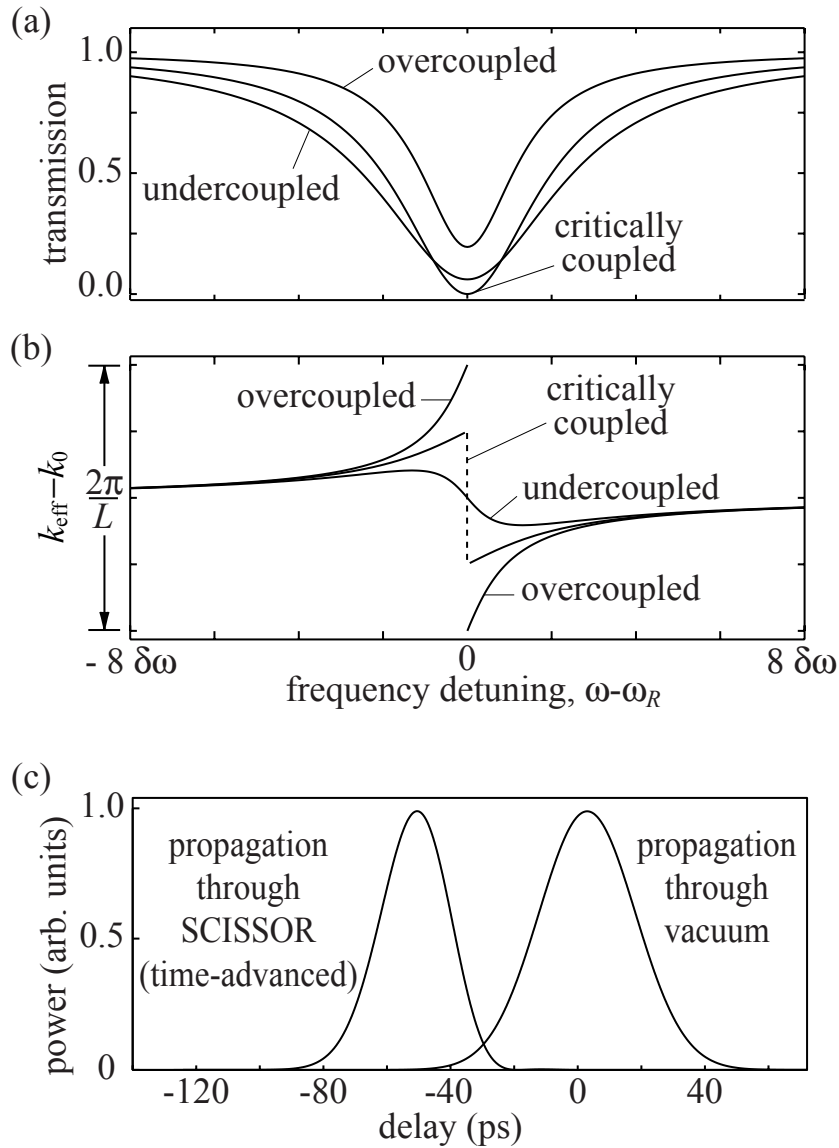 (a)
1.0
0.5
0.0
transmission
overcoupled
undercoupled
critically
coupled
(b)
overcoupled
critically
coupled
undercoupled
overcoupled
k_eff–k_0
2π
L
- 8 δω
0
8 δω
frequency detuning, ω-ω_R
(c)
1.0
0.5
0
power (arb. units)
propagation
through
SCISSOR
(time-advanced)
propagation
through
vacuum
-120
-80
-40
0
40
delay (ps)